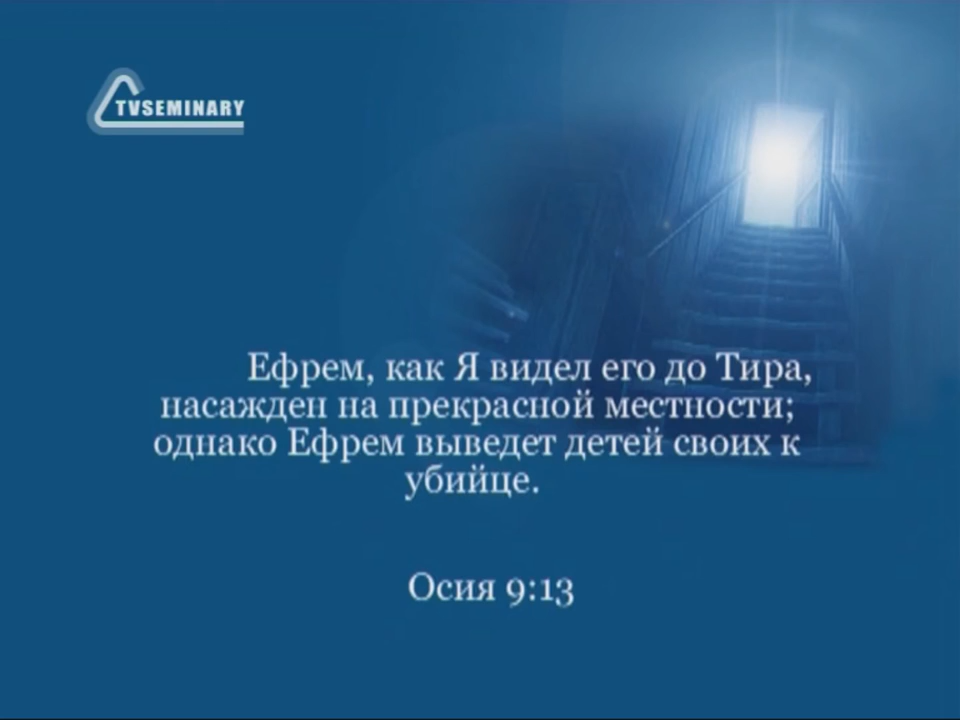 TVSEMINARY
Ефрем, как Я видел его до Тира,
насажден на прекрасной местности;
однако Ефрем выведет детей своих к
убийце.
Осия 9:13